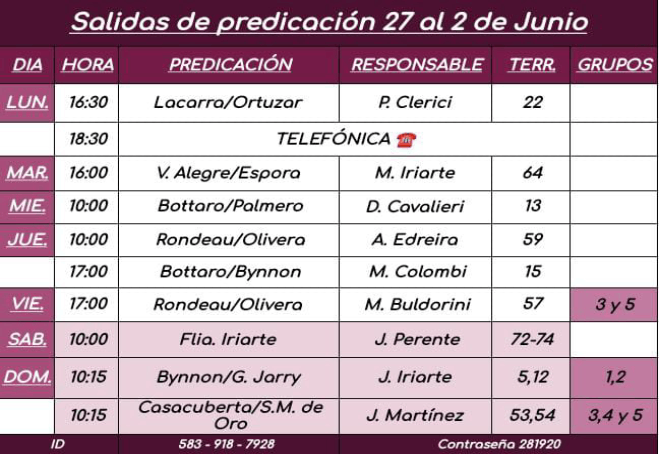 Salidas de predicación 27 al 2 de Junio
DIA HORA PREDICACIÓN RESPONSABLE TERR. GRUPOS
LUN. 16:30 Lacarra/Ortuzar P. Clerici 22
18:30 TELEFÓNICA ☎️
MAR. 16:00 V. Alegre/Espora M. Iriarte 64
MIE. 10:00 Bottaro/Palmero D. Cavalieri 13
JUE. 10:00 Rondeau/Olivera A. Edreira 59
17:00 Bottaro/Bynnon M. Colombi 15
VIE. 17:00 Rondeau/Olivera M. Buldorini 57 3 y 5
SAB. 10:00 Flia. Iriarte J. Perente 72-74
DOM. 10:15 Bynnon/G. Jarry J. Iriarte 5,12 1,2
10:15 Casacuberta/S.M. de
Oro J. Martínez 53,54 3,4 y 5
ID 583 - 918 - 7928 Contraseña 281920